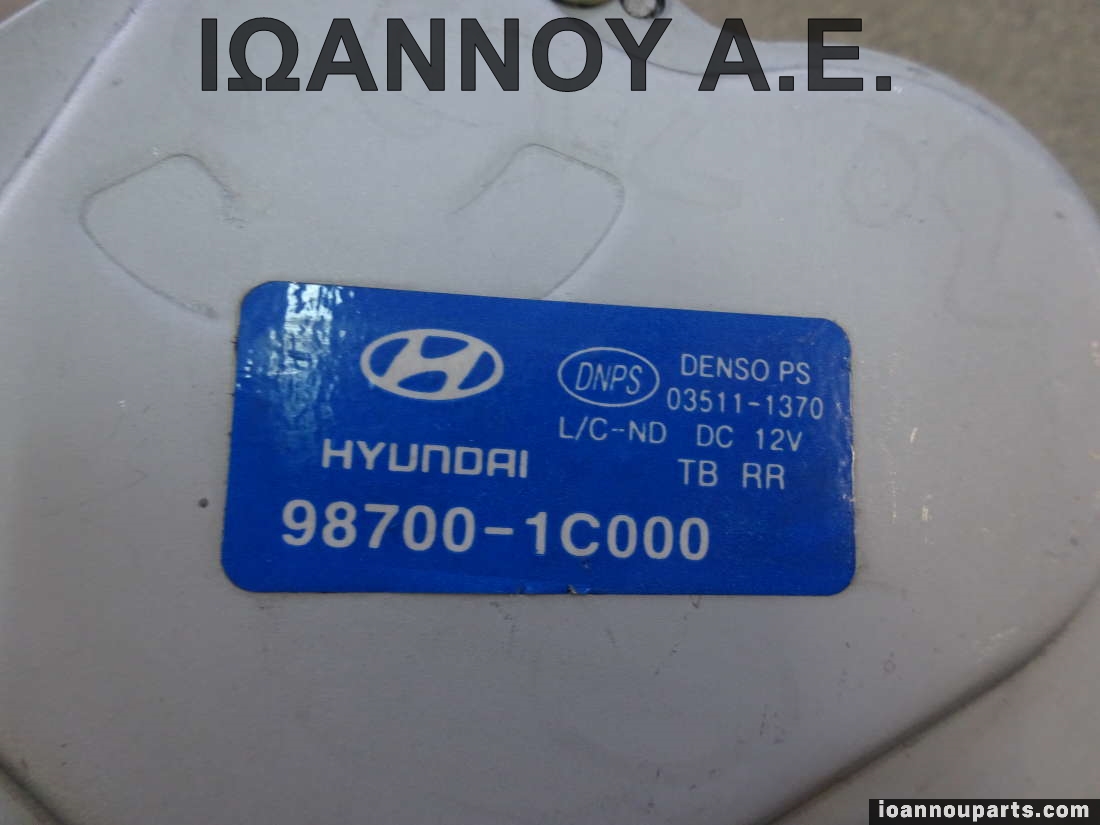 ΙΩΑΝΝΟΥ Α.Ε.
DNPS
DENSO PS
03511-1370
L/C-ND DC 12V
HYUNDAI
TB RR
98700-1C000
ioannouparts.com